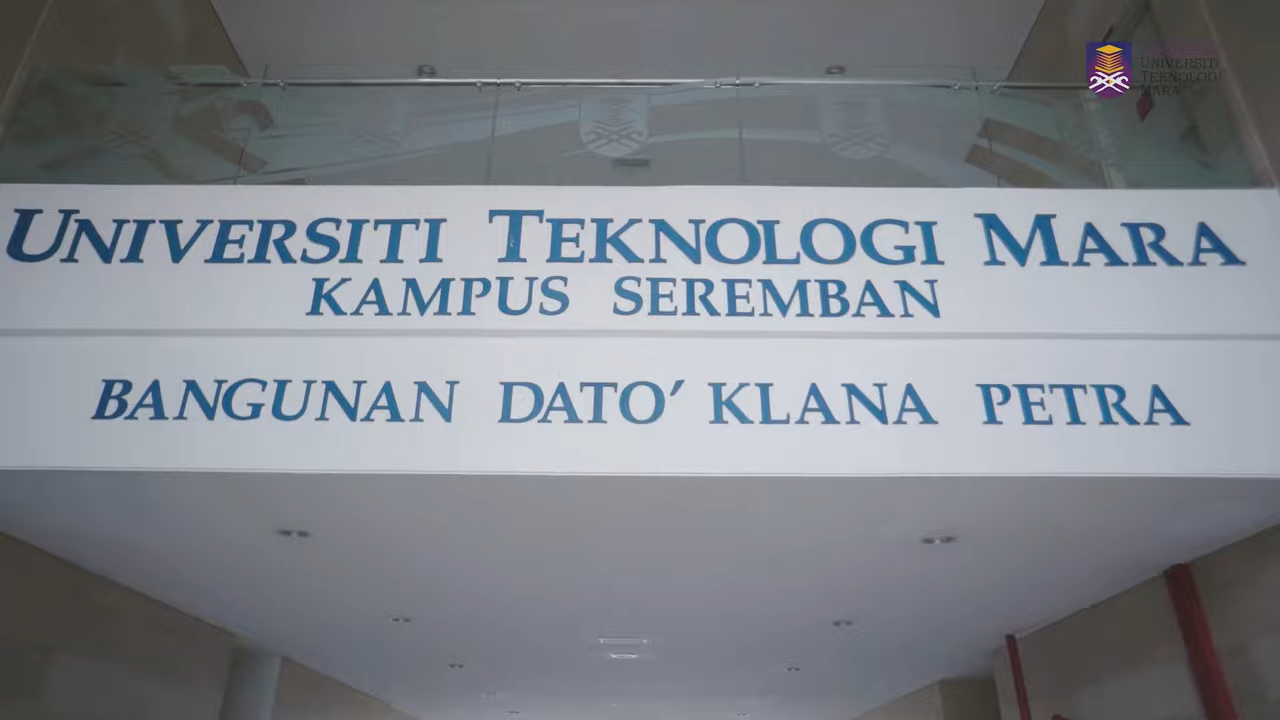 UNIVERSITI
TEKNOLOGI
MARA
UNIVERSITI TEKNOLOGI MARA
KAMPUS SEREMBAN
BANGUNAN DATO' KLANA PETRA